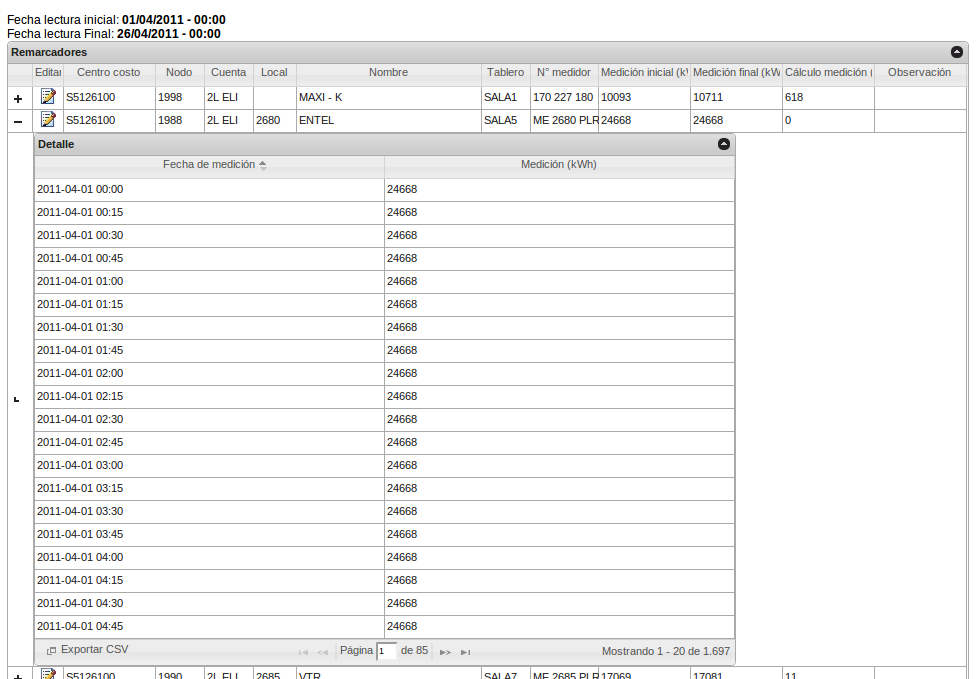 Fecha lectura inicial: 01/04/2011 - 00:00
Fecha lectura Final: 26/04/2011 - 00:00
Remarcadores
Editar Centro costo Nodo Cuenta Local Nombre Tablero N° medidor Medición inicial (kW Medición final (kW Cálculo medición ( Observación
+ S5126100 1998 2L ELI MAXI - K SALA1 170 227 180 10093 10711 618
− S5126100 1988 2L ELI 2680 ENTEL SALA5 ME 2680 PLR 24668 24668 0
Detalle
Fecha de medición Medición (kWh)
2011-04-01 00:00 24668
2011-04-01 00:15 24668
2011-04-01 00:30 24668
2011-04-01 00:45 24668
2011-04-01 01:00 24668
2011-04-01 01:15 24668
2011-04-01 01:30 24668
2011-04-01 01:45 24668
2011-04-01 02:00 24668
2011-04-01 02:15 24668
2011-04-01 02:30 24668
2011-04-01 02:45 24668
2011-04-01 03:00 24668
2011-04-01 03:15 24668
2011-04-01 03:30 24668
2011-04-01 03:45 24668
2011-04-01 04:00 24668
2011-04-01 04:15 24668
2011-04-01 04:30 24668
2011-04-01 04:45 24668
Exportar CSV Página 1 de 85 Mostrando 1 - 20 de 1.697
+ S5126100 1990 2L ELI 2685 VTR SALA7 ME 2685 PLR 17069 17081 11